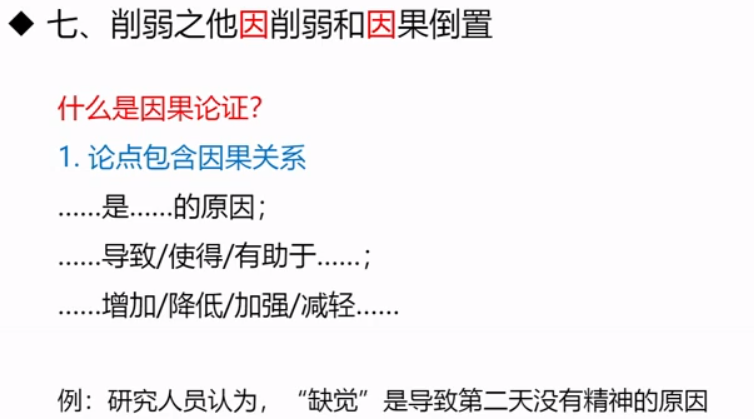 ◆ 七、削弱之他因削弱和因果倒置
什么是因果论证?
1. 论点包含因果关系
……是……的原因；
……导致/使得/有助于……；
……增加/降低/加强/减轻……
例：研究人员认为，“缺觉”是导致第二天没有精神的原因